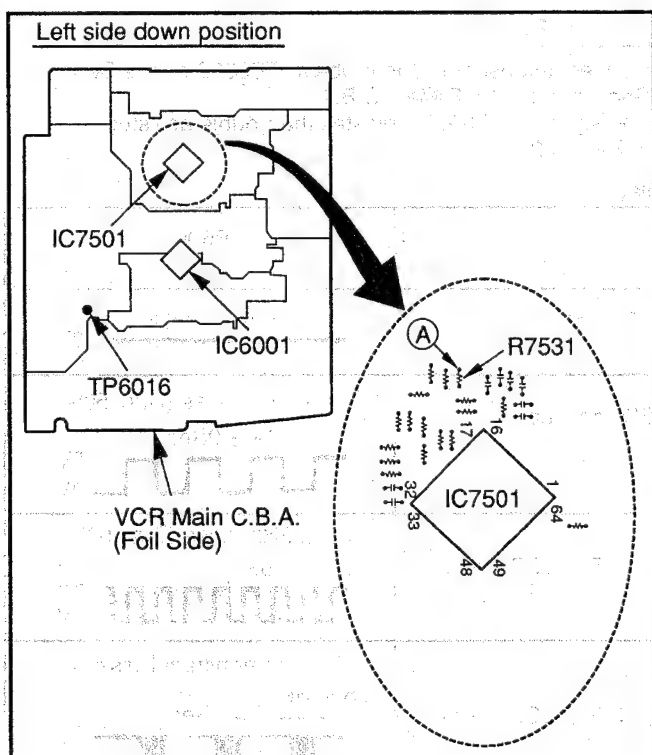 Left side down position
IC7501
IC6001
TP6016
VCR Main C.B.A.
(Foil Side)
A
R7531
17
16
32
33
IC7501
1
64
48
49